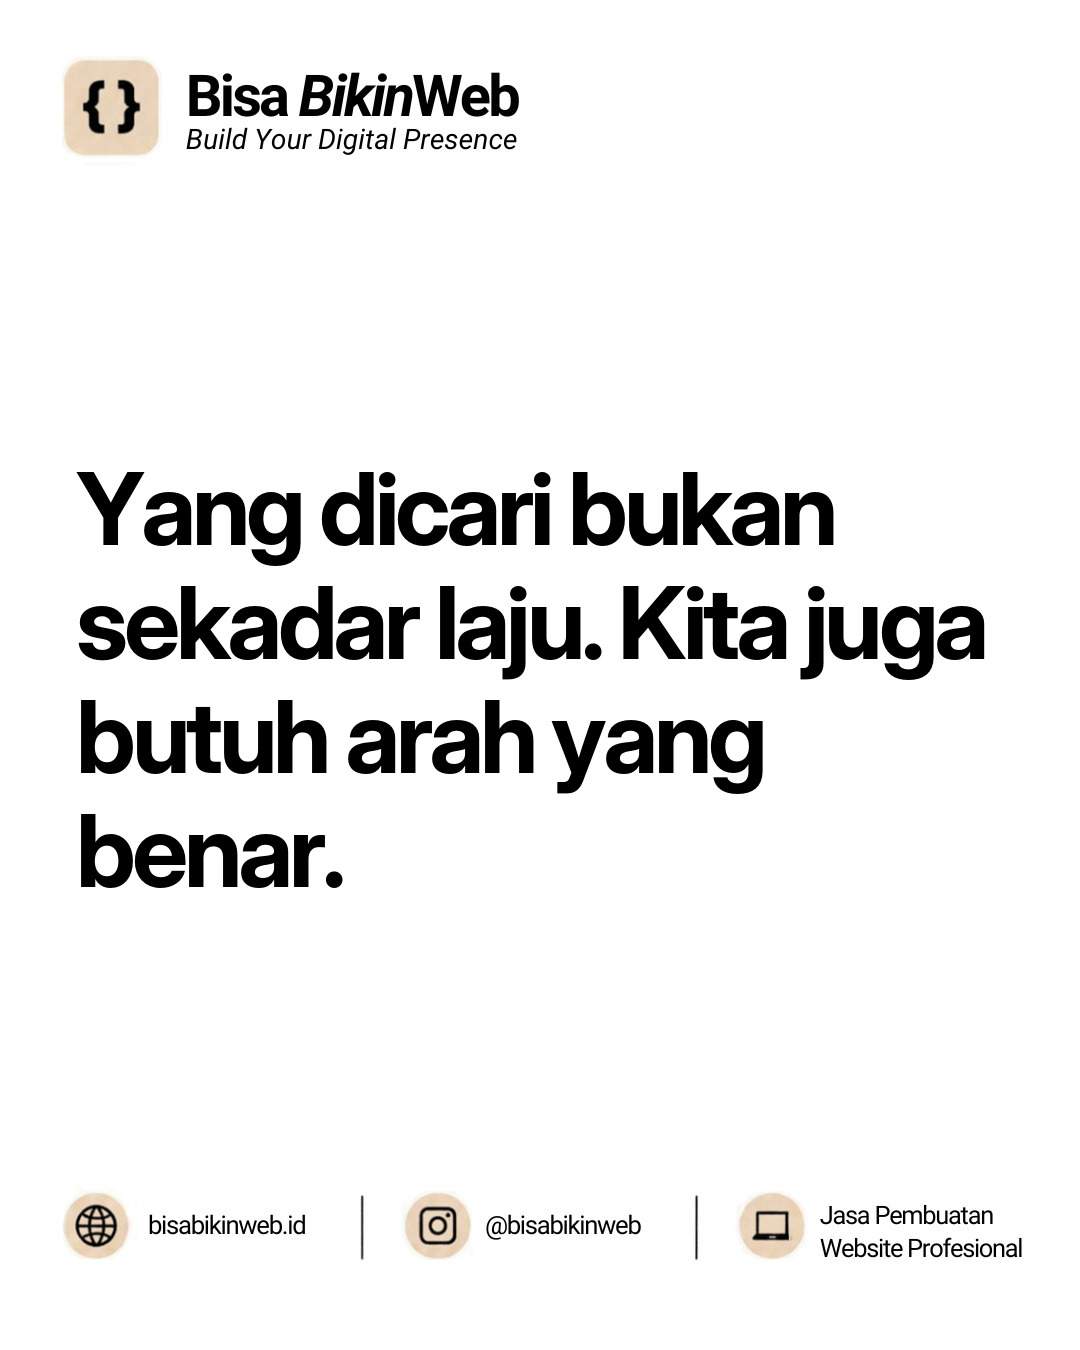 { }
Bisa BikinWeb
Build Your Digital Presence
Yang dicari bukan
sekadar laju. Kita juga
butuh arah yang
benar.
bisabikinweb.id
@bisabikinweb
Jasa Pembuatan
Website Profesional